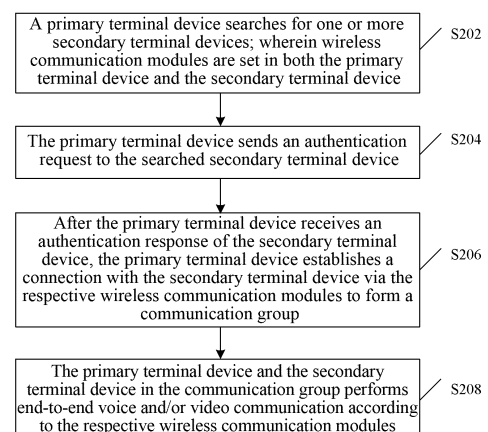 A primary terminal device searches for one or more
secondary terminal devices; wherein wireless
communication modules are set in both the primary
terminal device and the secondary terminal device
S202
The primary terminal device sends an authentication
request to the searched secondary terminal device
S204
After the primary terminal device receives an
authentication response of the secondary terminal
device, the primary terminal device establishes a
connection with the secondary terminal device via the
respective wireless communication modules to form a
communication group
S206
The primary terminal device and the secondary
terminal device in the communication group performs
end-to-end voice and/or video communication according
to the respective wireless communication modules
S208